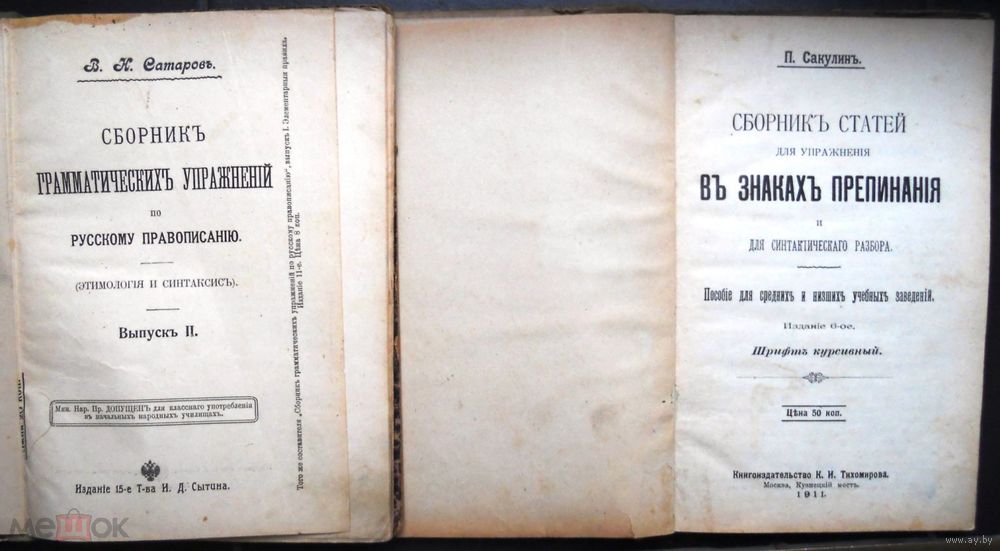 В. Н. Сатаровъ.
СБОРНИКЪ
ГРАММАТИЧЕСКИХЪ УПРАЖНЕНІЙ
ПО
РУССКОМУ ПРАВОПИСАНІЮ.
(ЭТИМОЛОГІЯ И СИНТАКСИСЪ).
Выпускъ II.
Мин. Нар. Пр. ДОПУЩЕНЪ для класснаго употребленія
въ начальныхъ народныхъ училищахъ.
Изданіе 15-е Т-ва И. Д. Сытина.
Того же составителя „Сборникъ грамматическихъ упражненій по русскому правописанію“, выпускъ I. Элементарныя правила.
Изданіе 11-е. Цѣна 8 коп.
П. Сакулинъ.
СБОРНИКЪ СТАТЕЙ
ДЛЯ УПРАЖНЕНІЯ
ВЪ ЗНАКАХЪ ПРЕПИНАНІЯ
И
ДЛЯ СИНТАКТИЧЕСКАГО РАЗБОРА.
Пособіе для среднихъ и низшихъ учебныхъ заведеній.
Изданіе 6-ое.
Шрифтъ курсивный.
Цѣна 50 коп.
Книгоиздательство К. И. Тихомирова.
Москва, Кузнецкій мостъ.
1911.
мешок
www.ay.by